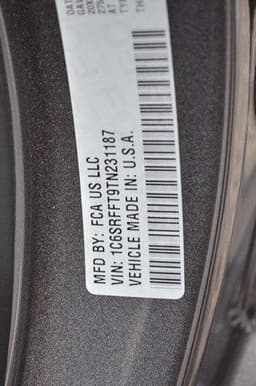 MFD BY: FCA US LLC
VIN: 1C6SRFFT9TN231187
VEHICLE MADE IN: U.S.A.